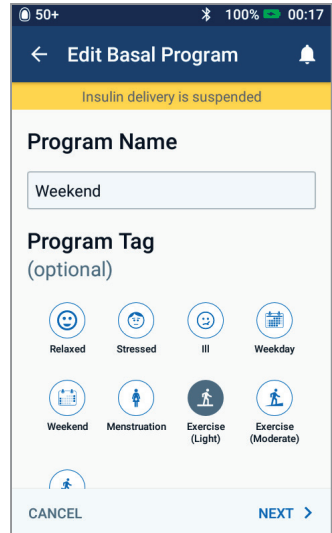 50+ 100% 00:17
Edit Basal Program
Insulin delivery is suspended
Program Name
Weekend
Program Tag
(optional)
Relaxed Stressed Ill Weekday
Weekend Menstruation Exercise (Light) Exercise (Moderate)
CANCEL NEXT